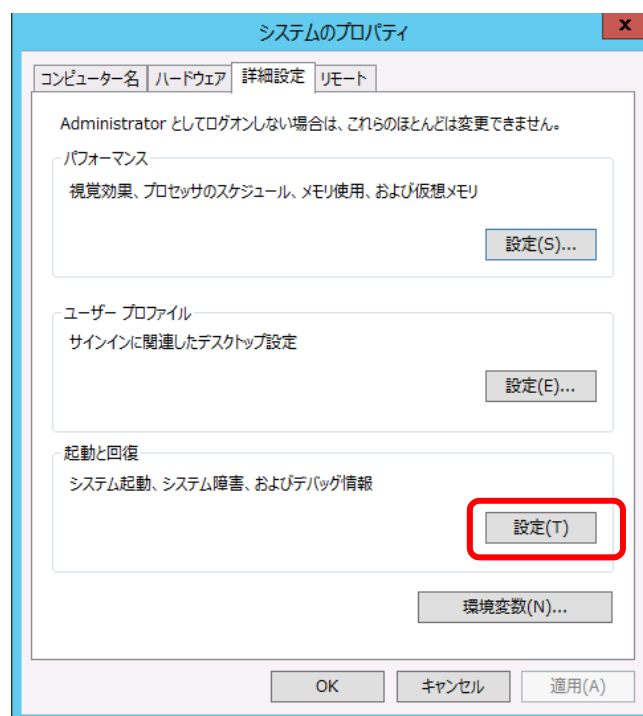 システムのプロパティ
x
コンピューター名 ハードウェア 詳細設定 リモート
Administrator としてログオンしない場合は、これらのほとんどは変更できません。
パフォーマンス
視覚効果、プロセッサのスケジュール、メモリ使用、および仮想メモリ
設定(S)...
ユーザー プロファイル
サインインに関連したデスクトップ設定
設定(E)...
起動と回復
システム起動、システム障害、およびデバッグ情報
設定(T)
環境変数(N)...
OK キャンセル 適用(A)